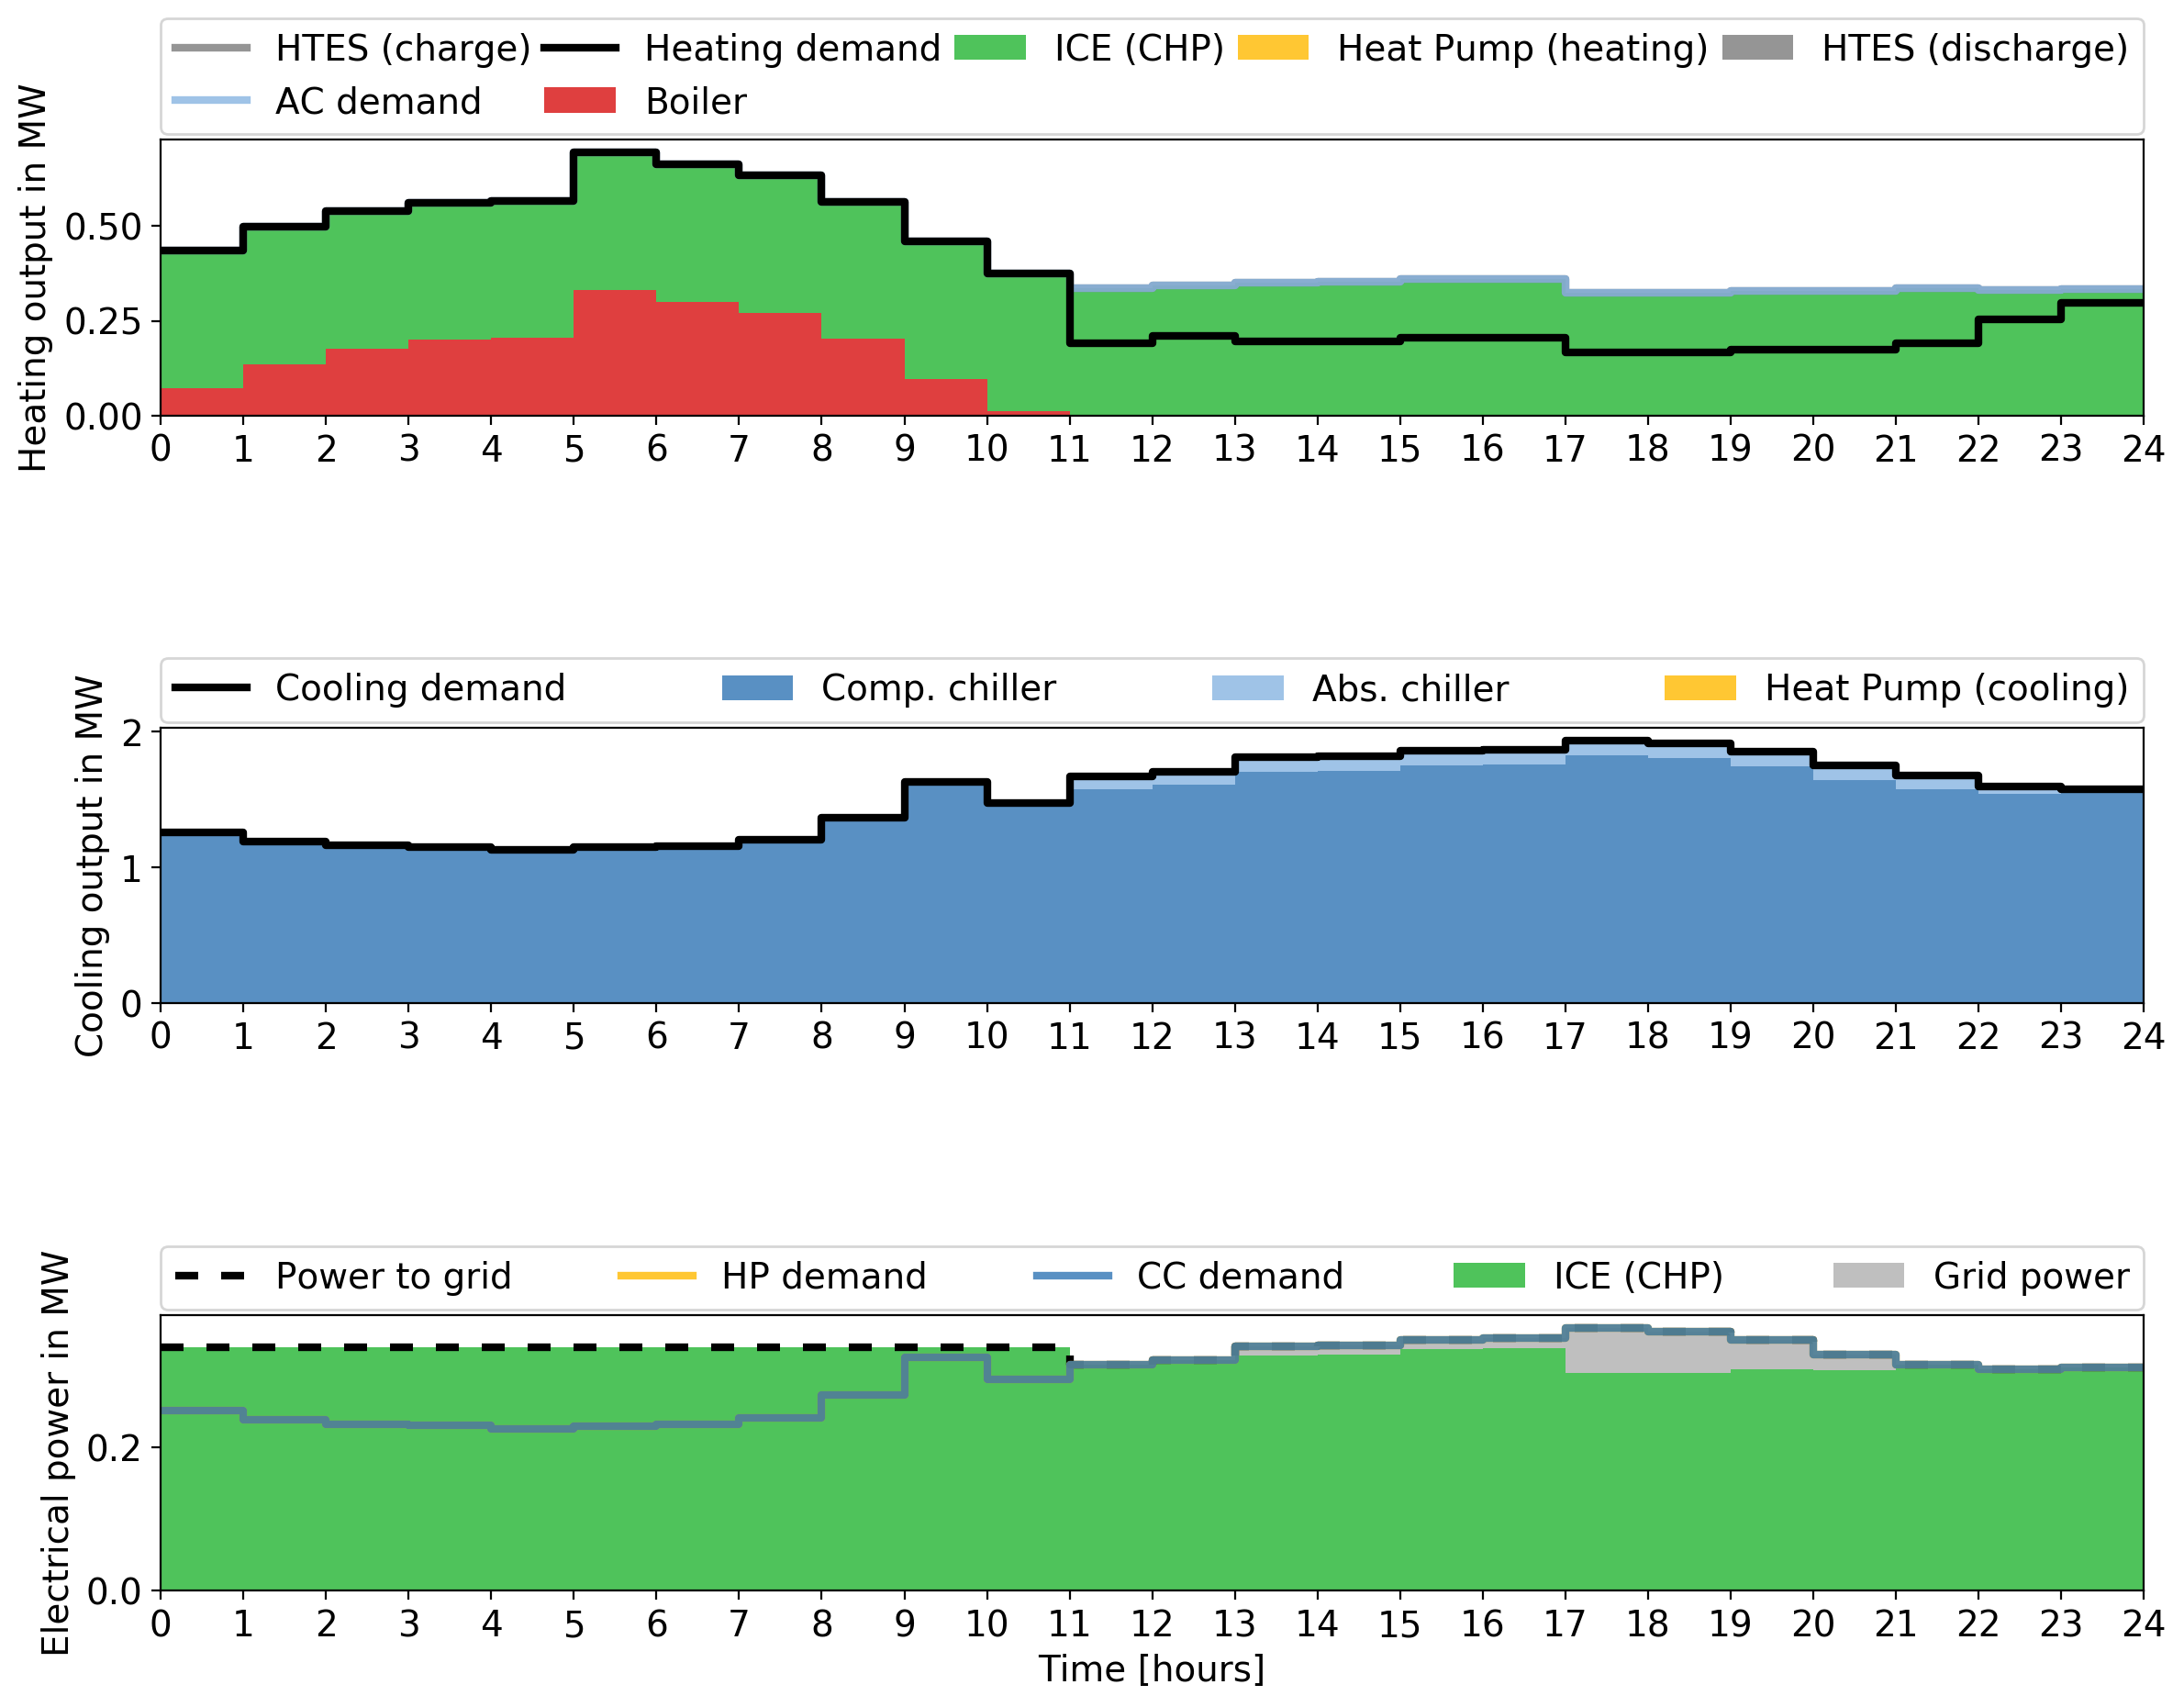 HTES (charge) Heating demand ICE (CHP) Heat Pump (heating) HTES (discharge)
AC demand Boiler
Heating output in MW
0.50
0.25
0.00
0 1 2 3 4 5 6 7 8 9 10 11 12 13 14 15 16 17 18 19 20 21 22 23 24
Cooling demand Comp. chiller Abs. chiller Heat Pump (cooling)
Cooling output in MW
2
1
0
0 1 2 3 4 5 6 7 8 9 10 11 12 13 14 15 16 17 18 19 20 21 22 23 24
Power to grid HP demand CC demand ICE (CHP) Grid power
Electrical power in MW
0.2
0.0
0 1 2 3 4 5 6 7 8 9 10 11 12 13 14 15 16 17 18 19 20 21 22 23 24
Time [hours]